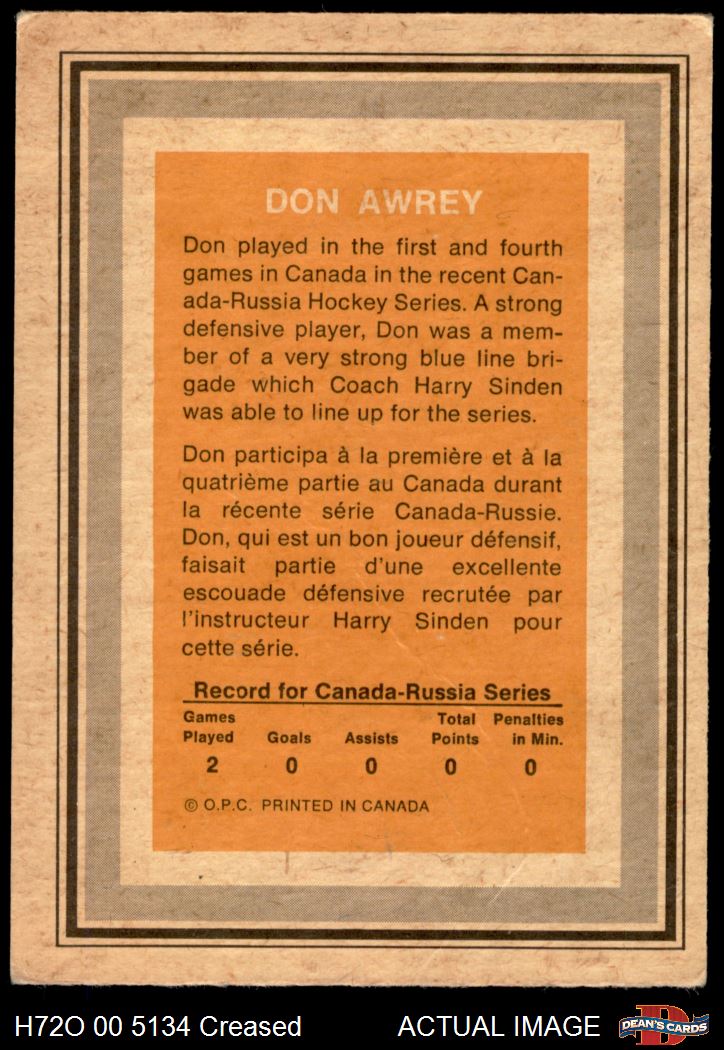 DON AWREY
Don played in the first and fourth
games in Canada in the recent Can-
ada-Russia Hockey Series. A strong
defensive player, Don was a mem-
ber of a very strong blue line bri-
gade which Coach Harry Sinden
was able to line up for the series.
Don participa à la première et à la
quatrième partie au Canada durant
la récente série Canada-Russie.
Don, qui est un bon joueur défensif,
faisait partie d'une excellente
escouade défensive recrutée par
l'instructeur Harry Sinden pour
cette série.
Record for Canada-Russia Series
Games Played Goals Assists Total Points Penalties in Min.
2 0 0 0 0
© O.P.C. PRINTED IN CANADA
H72O 00 5134 Creased ACTUAL IMAGE D DEAN'S CARDS